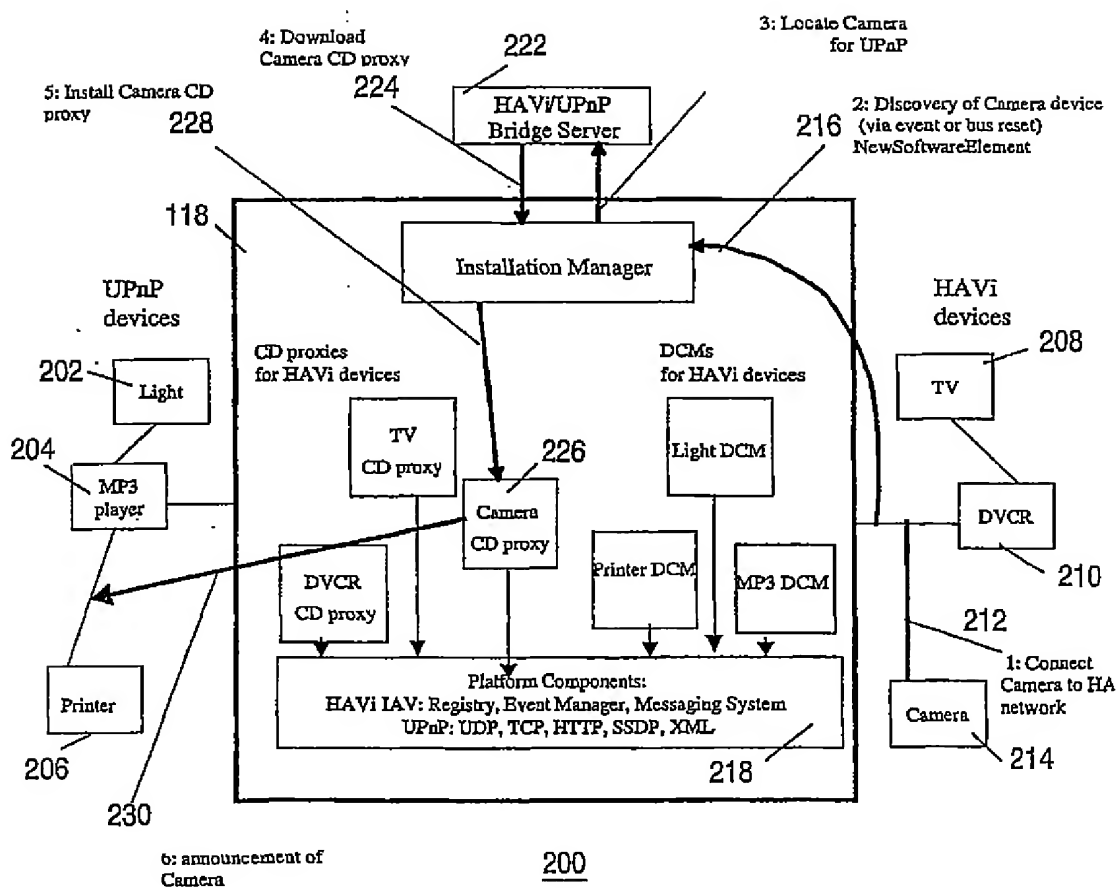 4: Download
Camera CD proxy
224
222
3: Locate Camera
for UPnP
5: Install Camera CD
proxy
228
HAVi/UPnP
Bridge Server
216
2: Discovery of Camera device
(via event or bus reset)
NewSoftwareElement
118
Installation Manager
UPnP
devices
HAVi
devices
202
Light
CD proxies
for HAVi devices
DCMs
for HAVi devices
208
TV
204
MP3
player
TV
CD proxy
226
Light DCM
Camera
CD proxy
DVCR
210
DVCR
CD proxy
Printer DCM
MP3 DCM
212
1: Connect
Camera to HA
network
Printer
206
Platform Components:
HAVi IAV: Registry, Event Manager, Messaging System
UPnP: UDP, TCP, HTTP, SSDP, XML
218
Camera
214
230
6: announcement of
Camera
200